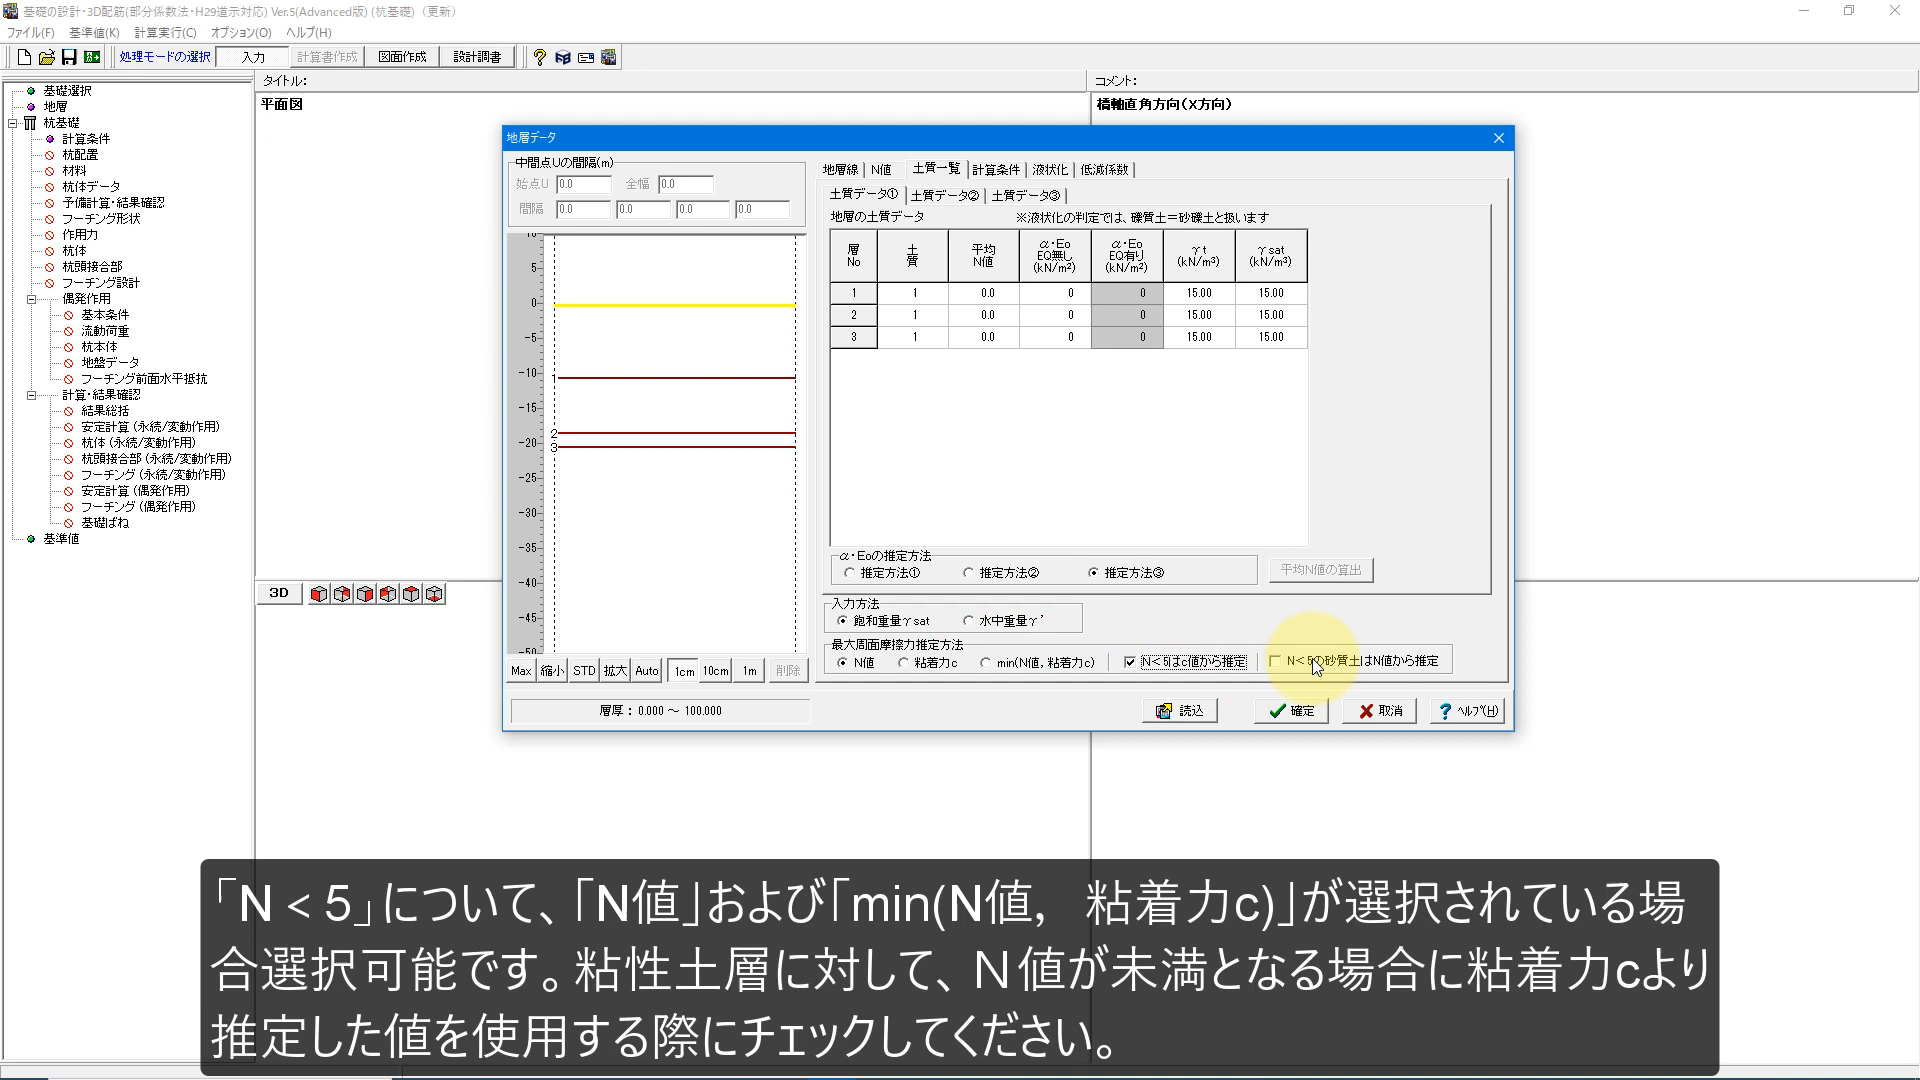 基礎の設計・3D配筋(部分係数法・H29道示対応) Ver.5(Advanced版) (杭基礎) （更新）
ファイル(F) 基準値(K) 計算実行(C) オプション(O) ヘルプ(H)
処理モードの選択 入力 計算書作成 図面作成 設計調書
基礎選択
地層
杭基礎
計算条件
杭配置
材料
杭体データ
予備計算・結果確認
フーチング形状
作用力
杭体
杭頭接合部
フーチング設計
偶発作用
基本条件
流動荷重
杭本体
地盤データ
フーチング前面水平抵抗
計算・結果確認
結果総括
安定計算 (永続/変動作用)
杭体 (永続/変動作用)
杭頭接合部 (永続/変動作用)
フーチング (永続/変動作用)
安定計算 (偶発作用)
フーチング (偶発作用)
基礎ばね
基準値
タイトル:
コメント:
平面図
橋軸直角方向(X方向)
3D
地層データ
中間点Uの間隔(m)
始点U 0.0 全幅 0.0
間隔 0.0 0.0 0.0 0.0
10
5
0
-5
-10
-15
-20
-25
-30
-35
-40
-45
-50
1
2
3
Max 縮小 STD 拡大 Auto 1cm 10cm 1m 削除
層厚 : 0.000 ～ 100.000
地層線 N値 土質一覧 計算条件 液状化 低減係数
土質データ① 土質データ② 土質データ③
地層の土質データ ※液状化の判定では、礫質土＝砂礫土と扱います
層No 土質 平均N値 α・Eo EQ無し (kN/m²) α・Eo EQ有り (kN/m²) γt (kN/m³) γsat (kN/m³)
1 1 0.0 0 0 15.00 15.00
2 1 0.0 0 0 15.00 15.00
3 1 0.0 0 0 15.00 15.00
α・Eoの推定方法
推定方法① 推定方法② 推定方法③ 平均N値の算出
入力方法
飽和重量γsat 水中重量γ'
最大周面摩擦力推定方法
N値 粘着力c min(N値, 粘着力c) N<5はc値から推定 N<5の砂質土はN値から推定
読込 確定 取消 ヘルプ(H)
「N < 5」について、「N値」および「min(N値, 粘着力c)」が選択されている場
合選択可能です。粘性土層に対して、N値が未満となる場合に粘着力cより
推定した値を使用する際にチェックしてください。